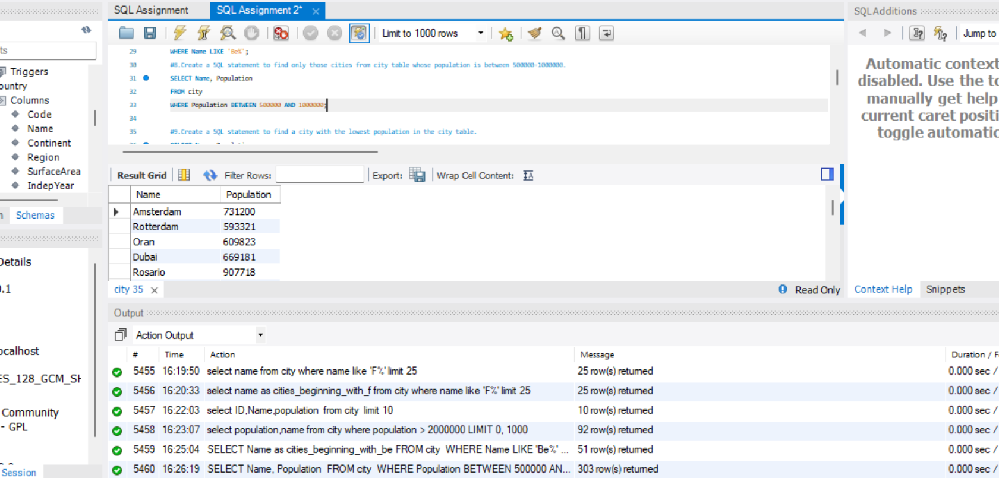 SQL Assignment
SQL Assignment 2*
SQLAdditions
Limit to 1000 rows
Jump to
ts
Triggers
ountry
Columns
Code
Name
Continent
Region
SurfaceArea
IndepYear
Schemas
29 WHERE Name LIKE 'Be%';
30 #8.Create a SQL statement to find only those cities from city table whose population is between 500000-1000000.
31 SELECT Name, Population
32 FROM city
33 WHERE Population BETWEEN 500000 AND 1000000;
34
35 #9.Create a SQL statement to find a city with the lowest population in the city table.
Automatic context
disabled. Use the to
manually get help
current caret positi
toggle automatic
Result Grid
Filter Rows:
Export:
Wrap Cell Content:
Name Population
Amsterdam 731200
Rotterdam 593321
Oran 609823
Dubai 669181
Rosario 907718
city 35
Read Only
Context Help
Snippets
Details
0.1
ocalhost
ES_128_GCM_SH
Community
- GPL
Session
Output
Action Output
# Time Action Message Duration / F
5455 16:19:50 select name from city where name like 'F%' limit 25 25 row(s) returned 0.000 sec /
5456 16:20:33 select name as cities_beginning_with_f from city where name like 'F%' limit 25 25 row(s) returned 0.000 sec /
5457 16:22:03 select ID,Name,population from city limit 10 10 row(s) returned 0.000 sec /
5458 16:23:07 select population,name from city where population > 2000000 LIMIT 0, 1000 92 row(s) returned 0.000 sec /
5459 16:25:04 SELECT Name as cities_beginning_with_be FROM city WHERE Name LIKE 'Be%' ... 51 row(s) returned 0.000 sec /
5460 16:26:19 SELECT Name, Population FROM city WHERE Population BETWEEN 500000 AN... 303 row(s) returned 0.000 sec /